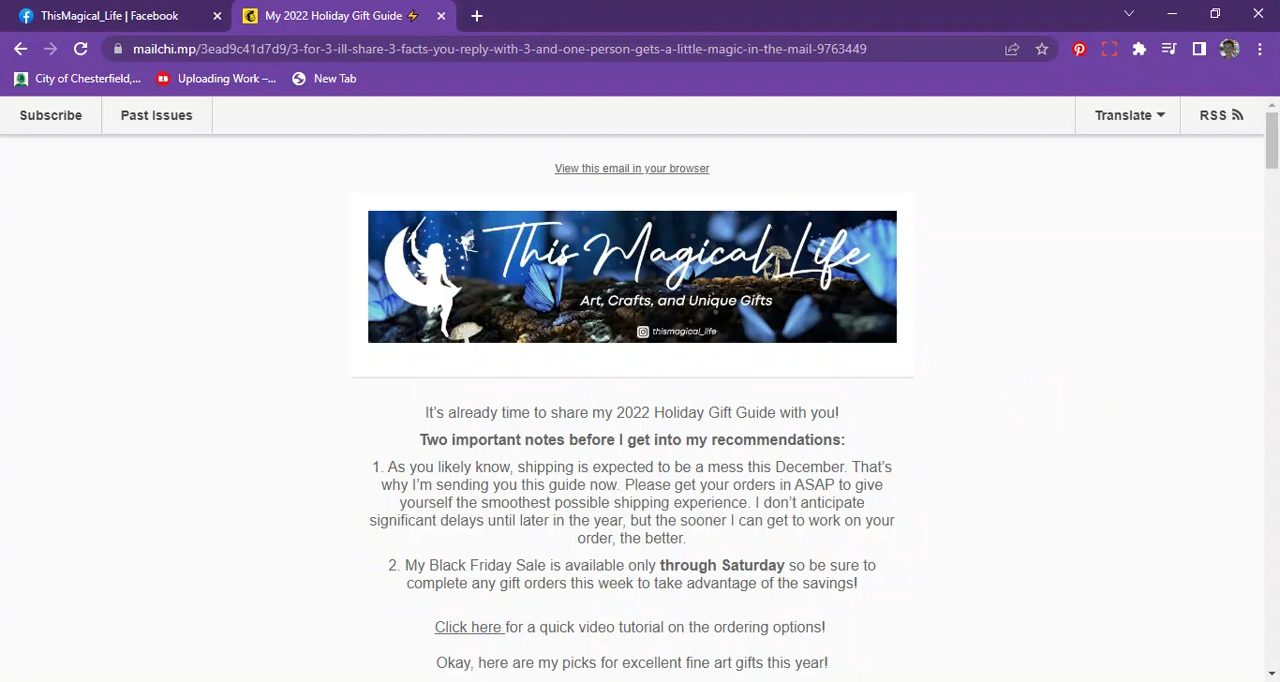 ThisMagical_Life | Facebook
My 2022 Holiday Gift Guide ⚡
mailchi.mp/3ead9c41d7d9/3-for-3-ill-share-3-facts-you-reply-with-3-and-one-person-gets-a-little-magic-in-the-mail-9763449
City of Chesterfield,...
Uploading Work –...
New Tab
Subscribe
Past Issues
Translate
RSS
View this email in your browser
This Magical Life
Art, Crafts, and Unique Gifts
thismagical_life
It's already time to share my 2022 Holiday Gift Guide with you!
Two important notes before I get into my recommendations:
1. As you likely know, shipping is expected to be a mess this December. That's
why I'm sending you this guide now. Please get your orders in ASAP to give
yourself the smoothest possible shipping experience. I don't anticipate
significant delays until later in the year, but the sooner I can get to work on your
order, the better.
2. My Black Friday Sale is available only through Saturday so be sure to
complete any gift orders this week to take advantage of the savings!
Click here for a quick video tutorial on the ordering options!
Okay, here are my picks for excellent fine art gifts this year!